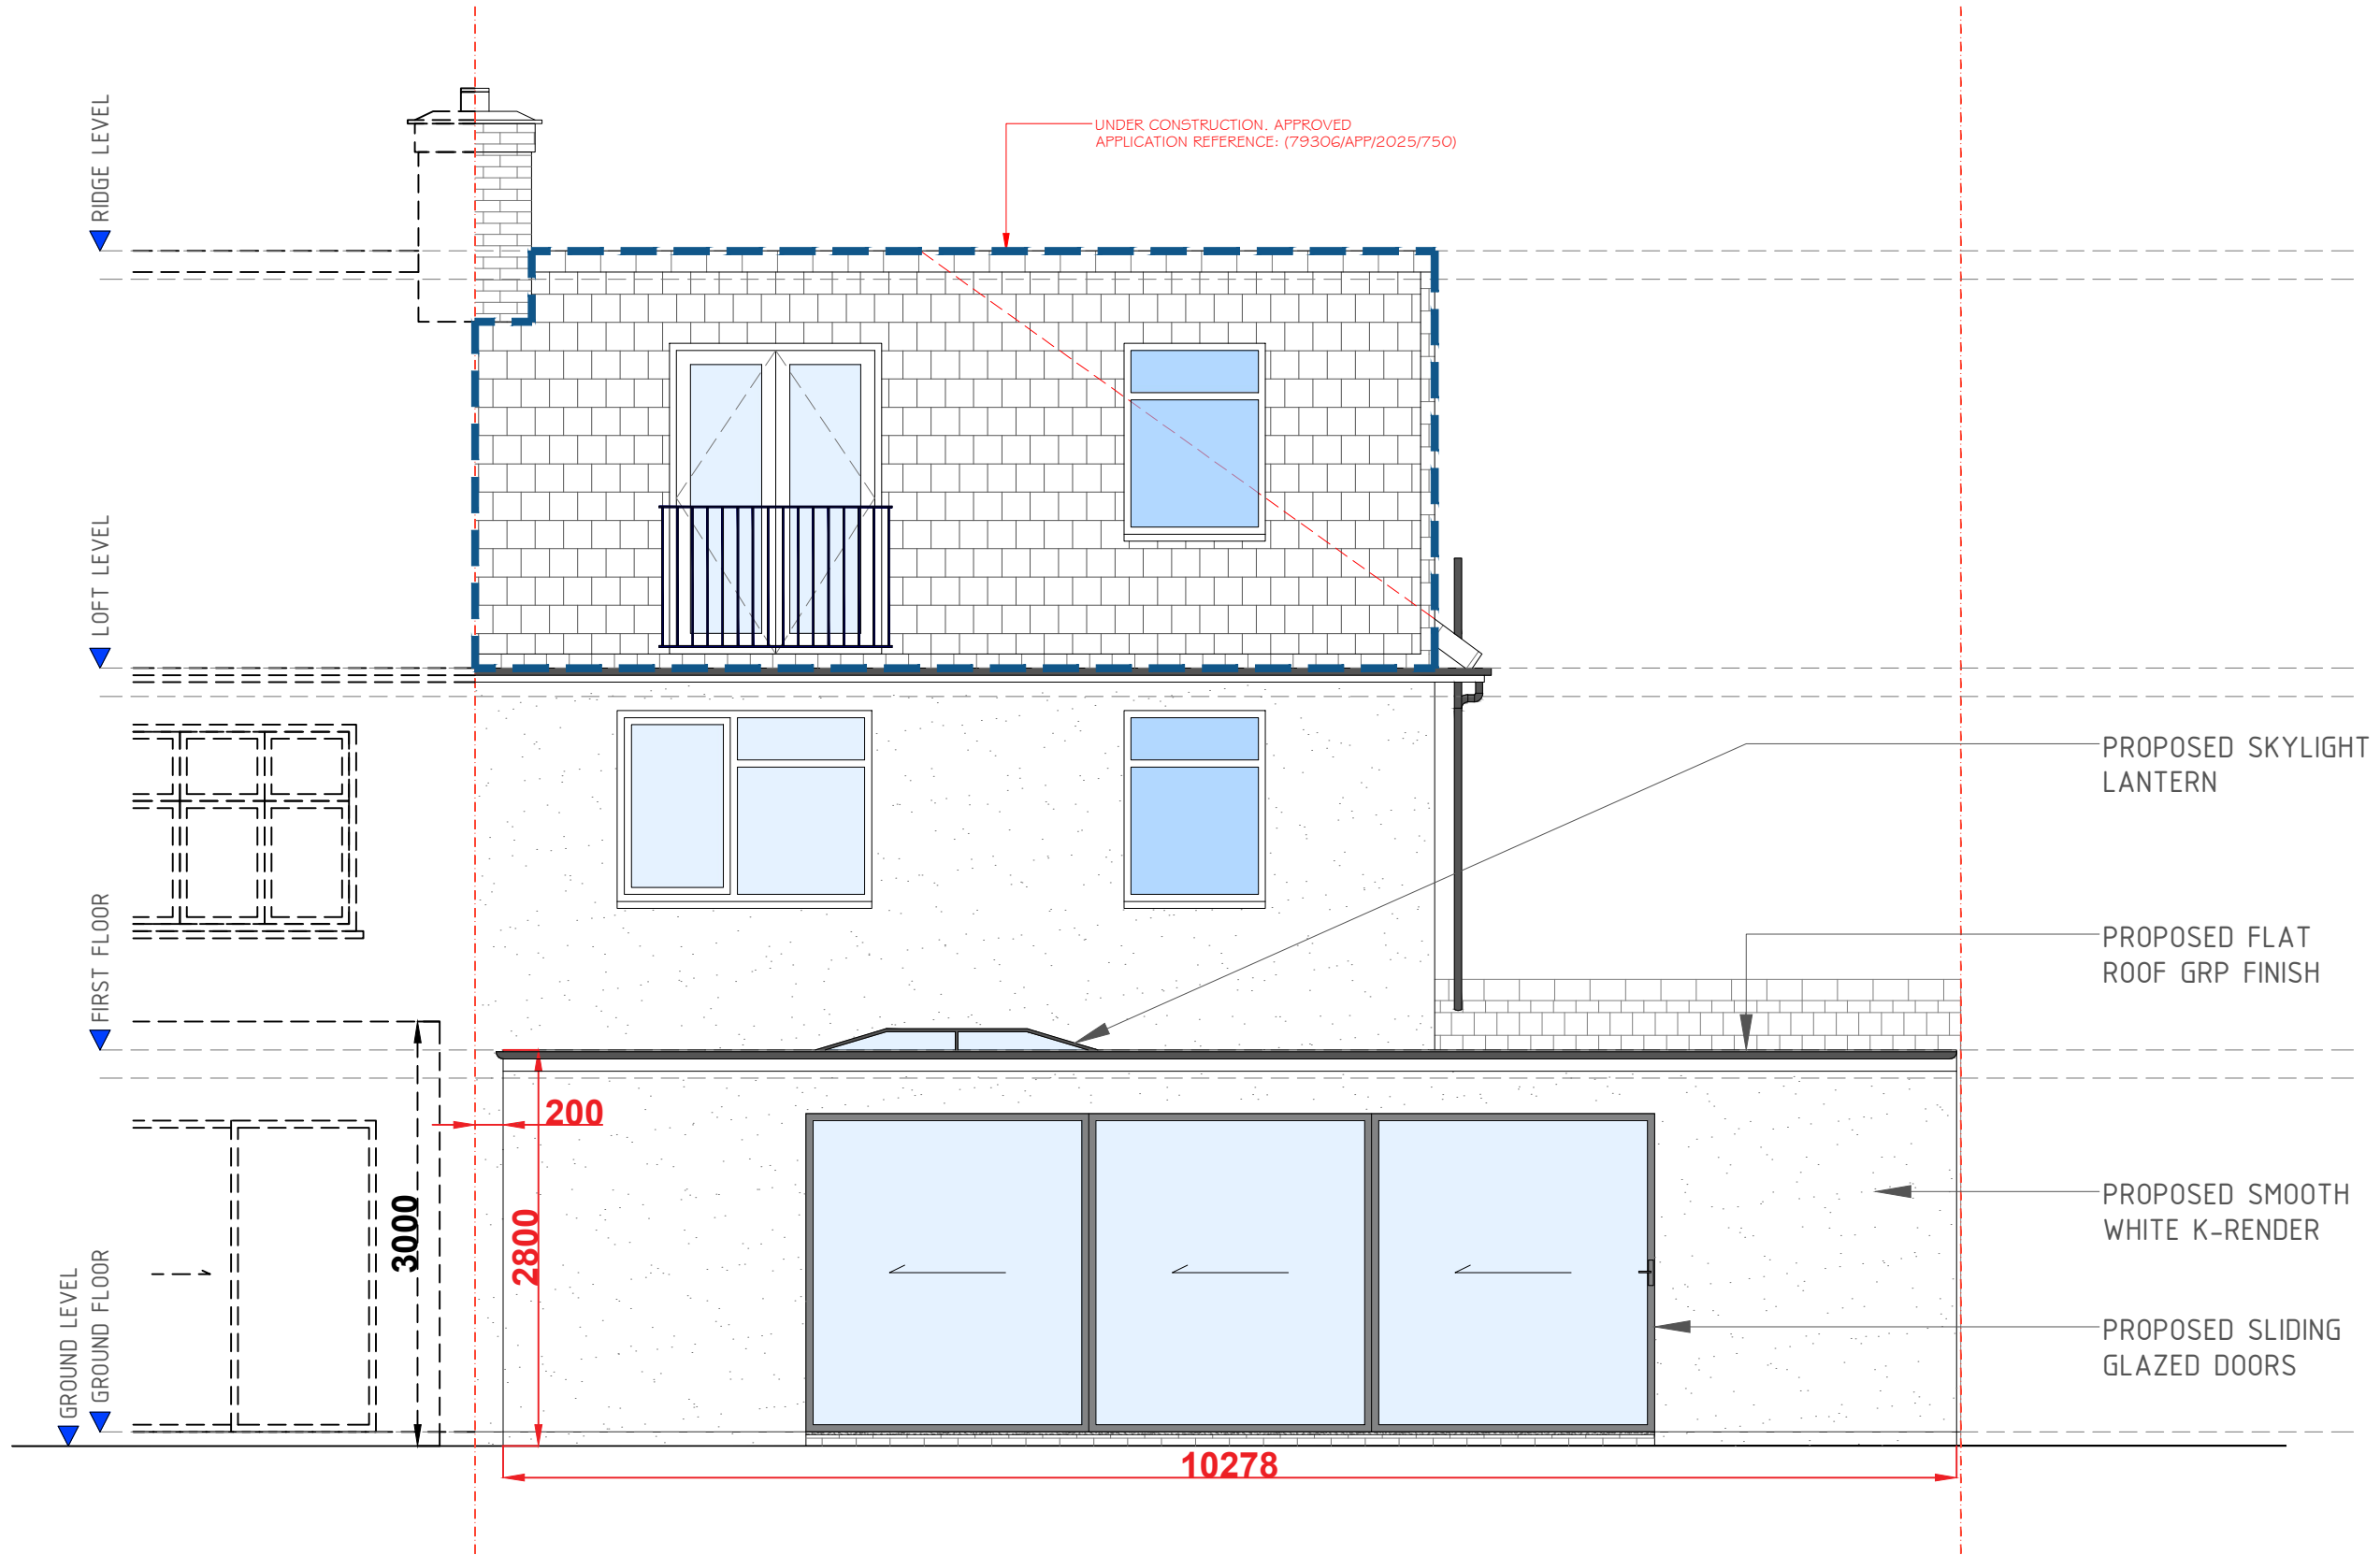 UNDER CONSTRUCTION. APPROVED
APPLICATION REFERENCE: (79306/APP/2025/750)
RIDGE LEVEL
LOFT LEVEL
PROPOSED SKYLIGHT
LANTERN
FIRST FLOOR
PROPOSED FLAT
ROOF GRP FINISH
200
3000
2800
PROPOSED SMOOTH
WHITE K-RENDER
GROUND LEVEL
GROUND FLOOR
PROPOSED SLIDING
GLAZED DOORS
10278